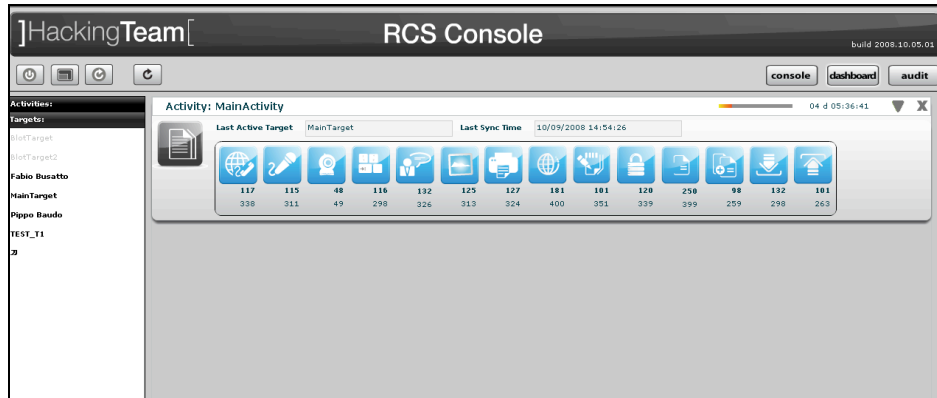 ]HackingTeam[
RCS Console
build 2008.10.05.01
console dashboard audit
Activities:
Targets:
BlotTarget
BlotTarget2
Fabio Busatto
MainTarget
Pippo Baudo
TEST_T1
Activity: MainActivity
04 d 05:36:41
X
Last Active Target MainTarget Last Sync Time 10/09/2008 14:54:26
117 115 48 116 132 125 127 181 101 120 250 98 132 101
338 311 49 298 326 313 324 400 351 339 399 259 298 263